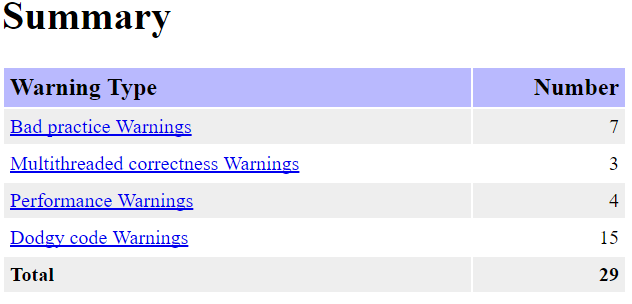 Summary
Warning Type Number
Bad practice Warnings 7
Multithreaded correctness Warnings 3
Performance Warnings 4
Dodgy code Warnings 15
Total 29